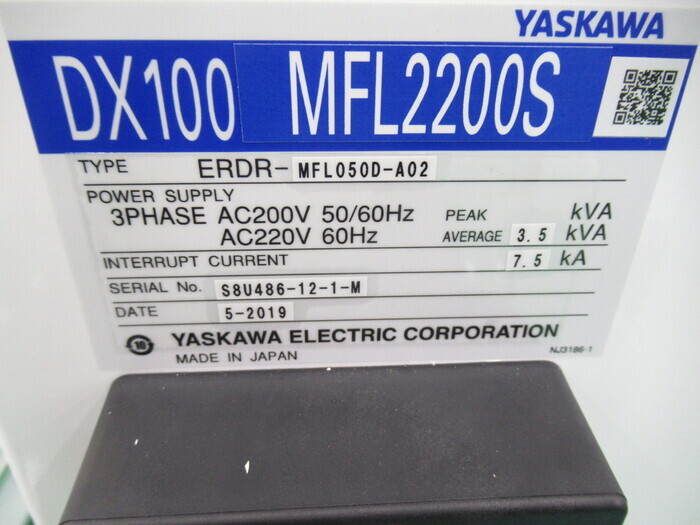 YASKAWA
DX100 MFL2200S
TYPE ERDR-MFL050D-A02
POWER SUPPLY
3PHASE AC200V 50/60Hz PEAK kVA
AC220V 60Hz AVERAGE 3.5 kVA
INTERRUPT CURRENT 7.5 kA
SERIAL No. S8U486-12-1-M
DATE 5-2019
YASKAWA ELECTRIC CORPORATION
MADE IN JAPAN NJ3186-1